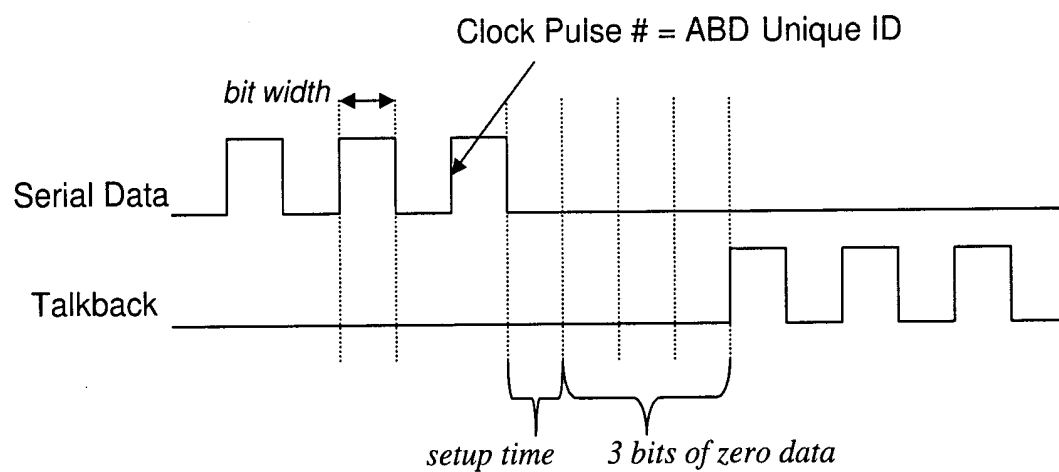 Clock Pulse # = ABD Unique ID
bit width
Serial Data
Talkback
setup time
3 bits of zero data